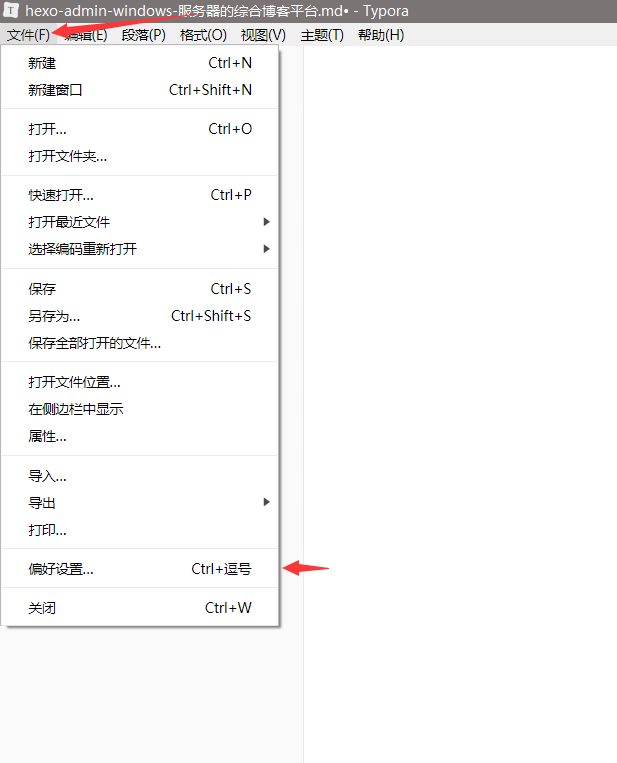 T hexo-admin-windows-服务器的综合博客平台.md• - Typora
文件(F) 编辑(E) 段落(P) 格式(O) 视图(V) 主题(T) 帮助(H)
新建 Ctrl+N
新建窗口 Ctrl+Shift+N
打开... Ctrl+O
打开文件夹...
快速打开... Ctrl+P
打开最近文件
选择编码重新打开
保存 Ctrl+S
另存为... Ctrl+Shift+S
保存全部打开的文件...
打开文件位置...
在侧边栏中显示
属性...
导入...
导出
打印...
偏好设置... Ctrl+逗号
关闭 Ctrl+W